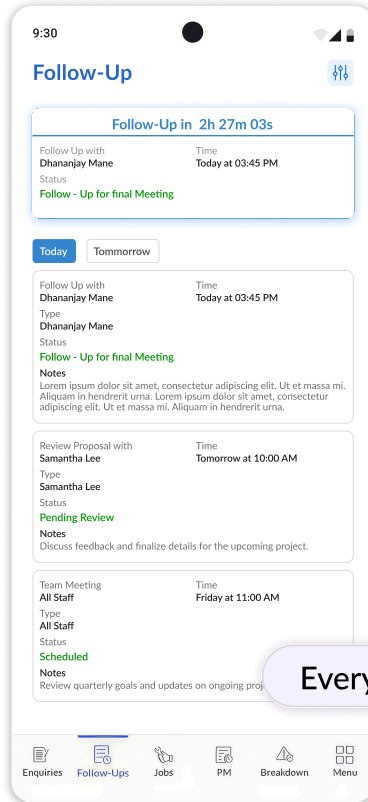 9:30
Follow-Up
Follow-Up in 2h 27m 03s
Follow Up with Time
Dhananjay Mane Today at 03:45 PM
Status
Follow - Up for final Meeting
Today Tommorrow
Follow Up with Time
Dhananjay Mane Today at 03:45 PM
Type
Dhananjay Mane
Status
Follow - Up for final Meeting
Notes
Lorem ipsum dolor sit amet, consectetur adipiscing elit. Ut et massa mi.
Aliquam in hendrerit urna. Lorem ipsum dolor sit amet, consectetur
adipiscing elit. Ut et massa mi. Aliquam in hendrerit urna.
Review Proposal with Time
Samantha Lee Tomorrow at 10:00 AM
Type
Samantha Lee
Status
Pending Review
Notes
Discuss feedback and finalize details for the upcoming project.
Team Meeting Time
All Staff Friday at 11:00 AM
Type
All Staff
Status
Scheduled
Notes
Review quarterly goals and updates on ongoing
Every
Enquiries Follow-Ups Jobs PM Breakdown Menu